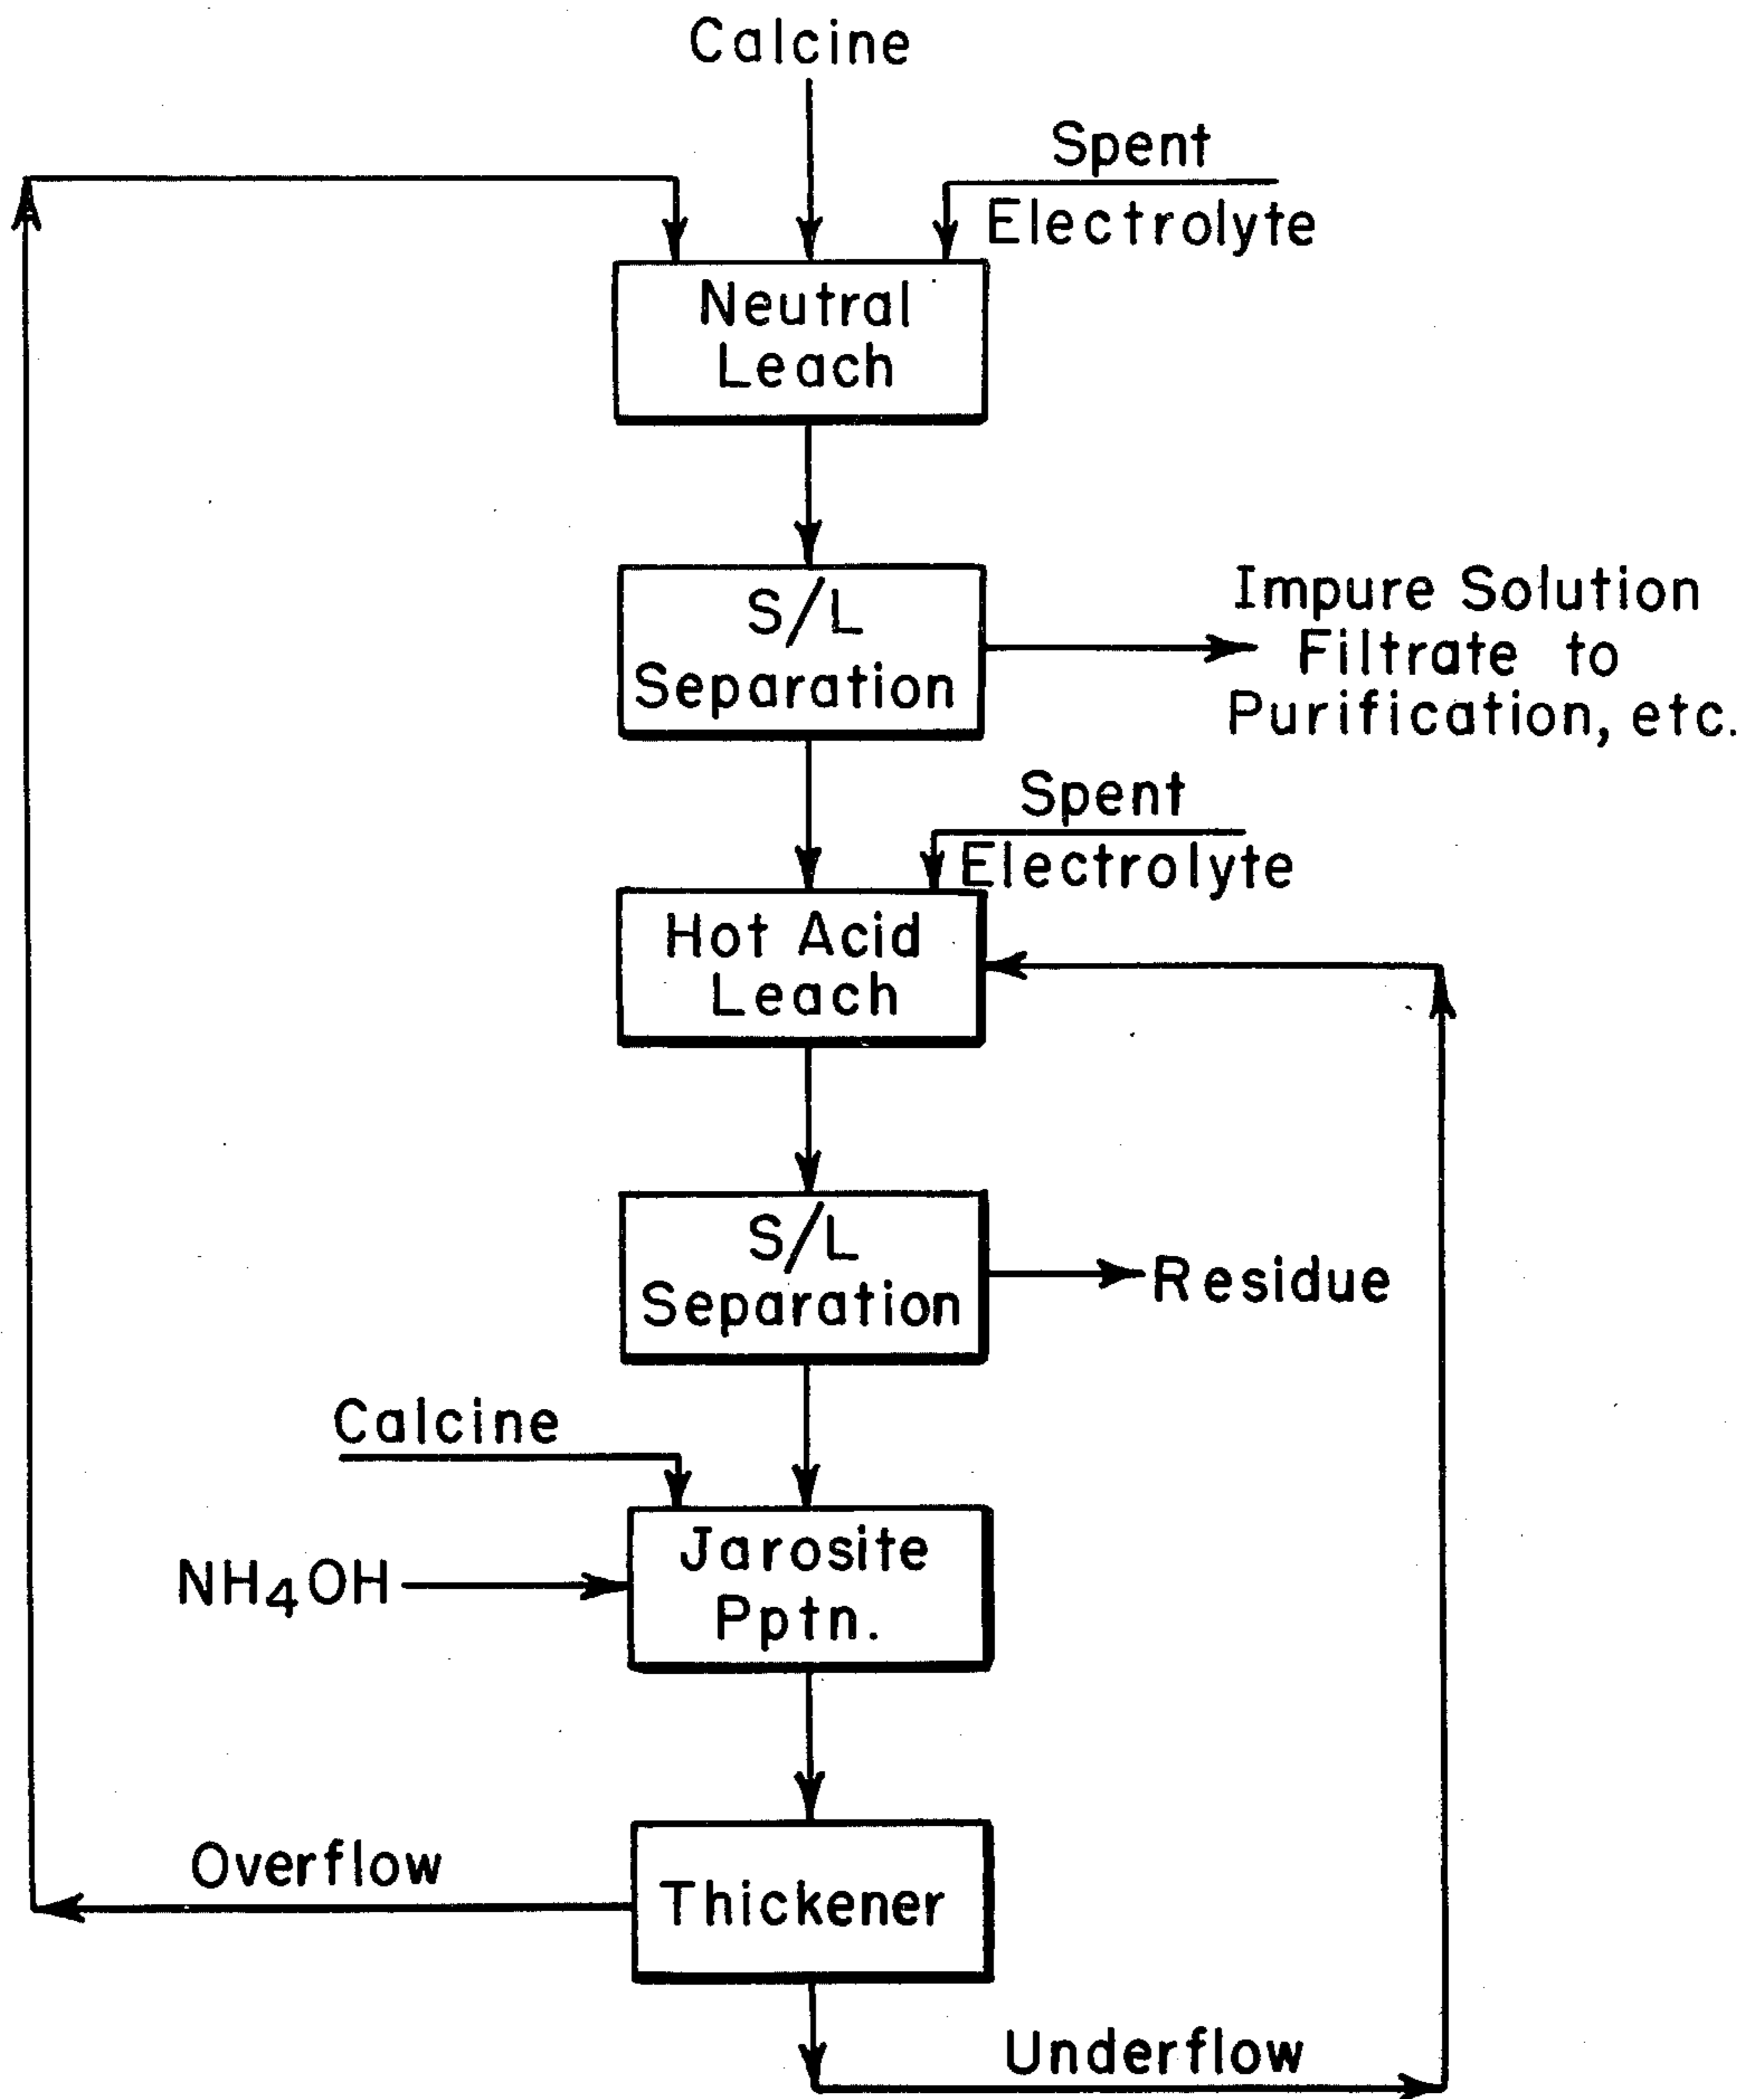 Calcine
Spent
Electrolyte
Neutral
Leach
S/L
Separation
Impure Solution
Filtrate to
Purification, etc.
Spent
Electrolyte
Hot Acid
Leach
S/L
Separation
Residue
Calcine
Jarosite
Pptn.
NH4OH
Overflow
Thickener
Underflow